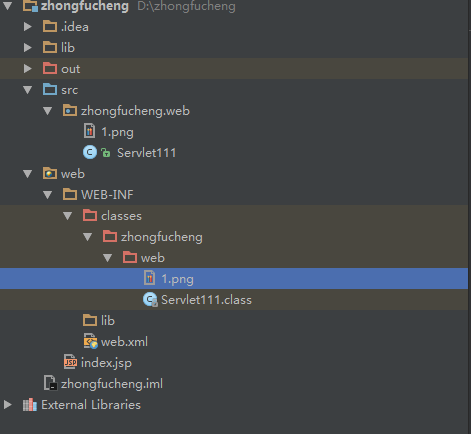 zhongfucheng D:\zhongfucheng
.idea
lib
out
src
zhongfucheng.web
1.png
Servlet111
web
WEB-INF
classes
zhongfucheng
web
1.png
Servlet111.class
lib
web.xml
index.jsp
zhongfucheng.iml
External Libraries